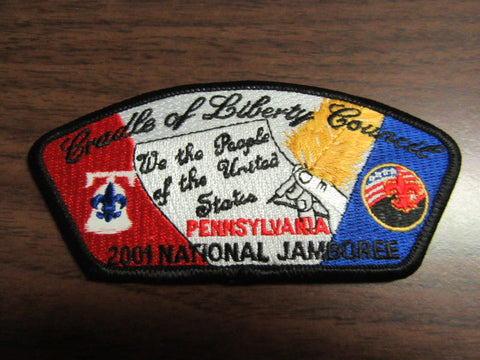 Cradle of Liberty Council
We the People
of the United
States
PENNSYLVANIA
2001 NATIONAL JAMBOREE